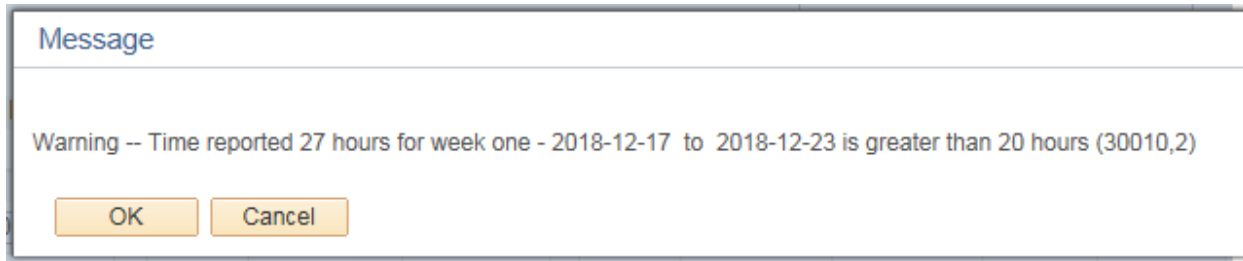 Message
Warning -- Time reported 27 hours for week one - 2018-12-17 to 2018-12-23 is greater than 20 hours (30010,2)
OK Cancel